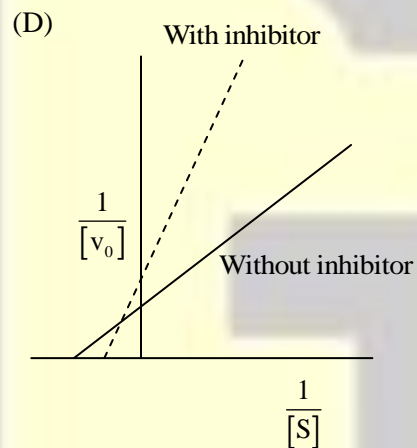 (D)
With inhibitor
1
[v₀]
Without inhibitor
1
[S]